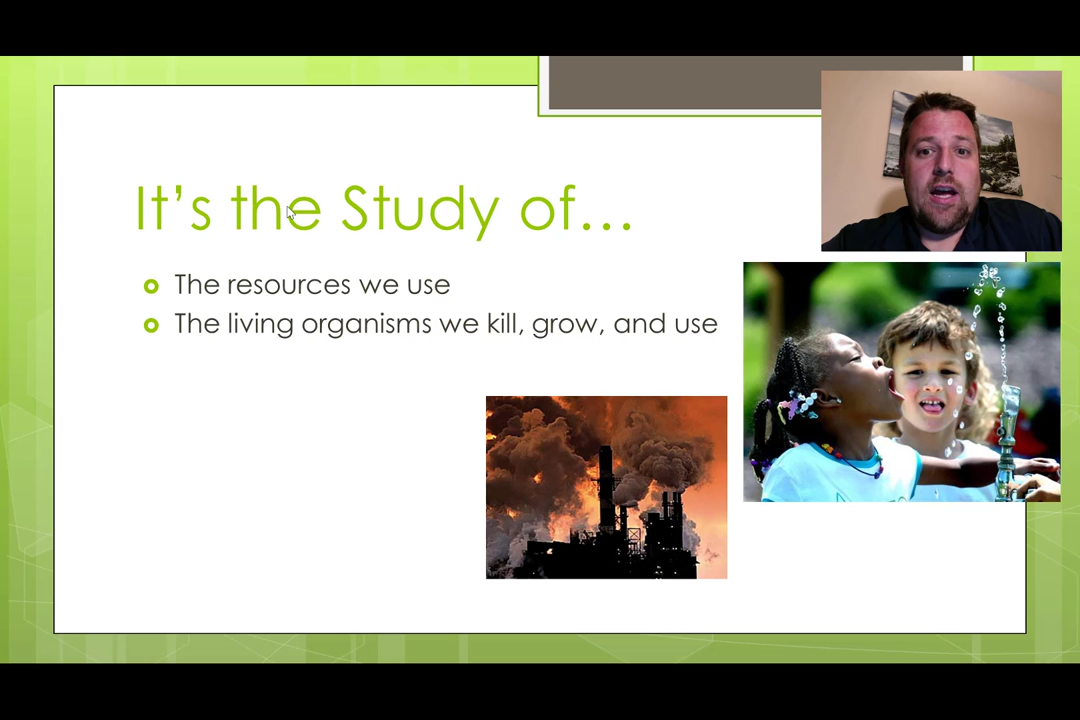 It's the Study of...
The resources we use
The living organisms we kill, grow, and use